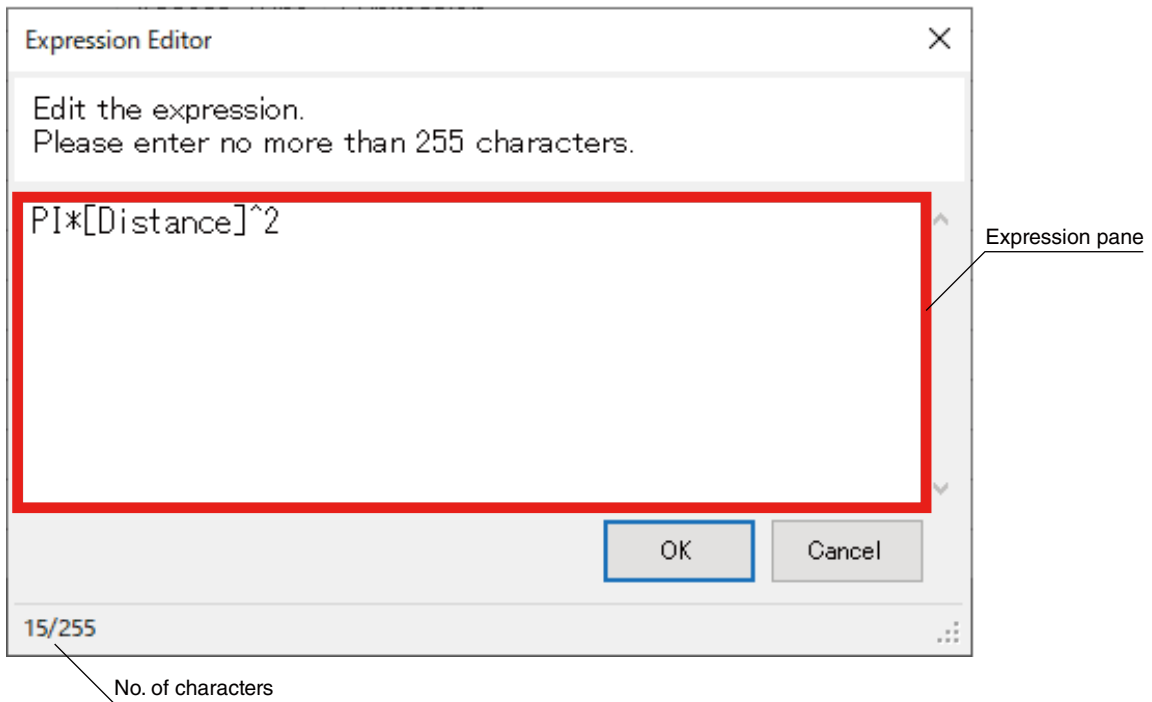 Expression Editor
Edit the expression.
Please enter no more than 255 characters.
PI*[Distance]^2
Expression pane
OK
Cancel
15/255
No. of characters